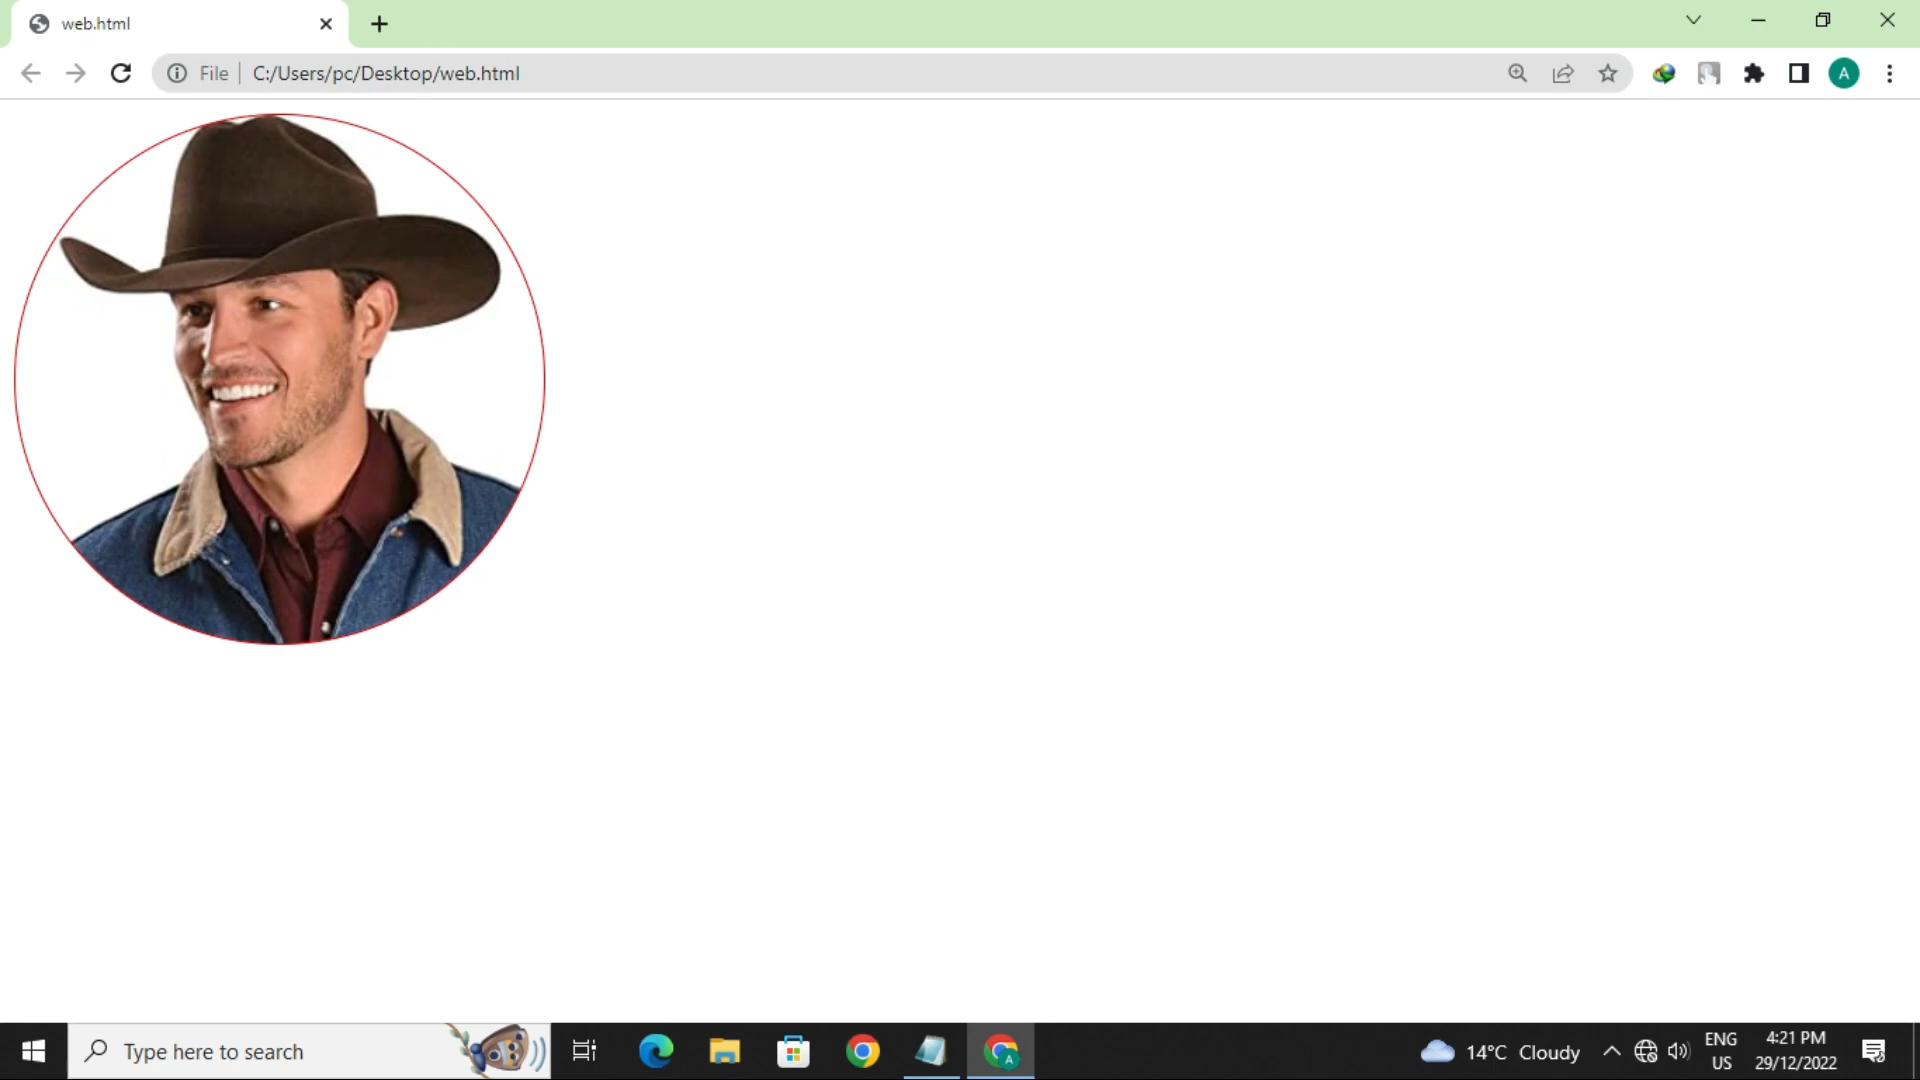 web.html
File
C:/Users/pc/Desktop/web.html
A
Type here to search
A
14°C Cloudy
ENG
US
4:21 PM
29/12/2022